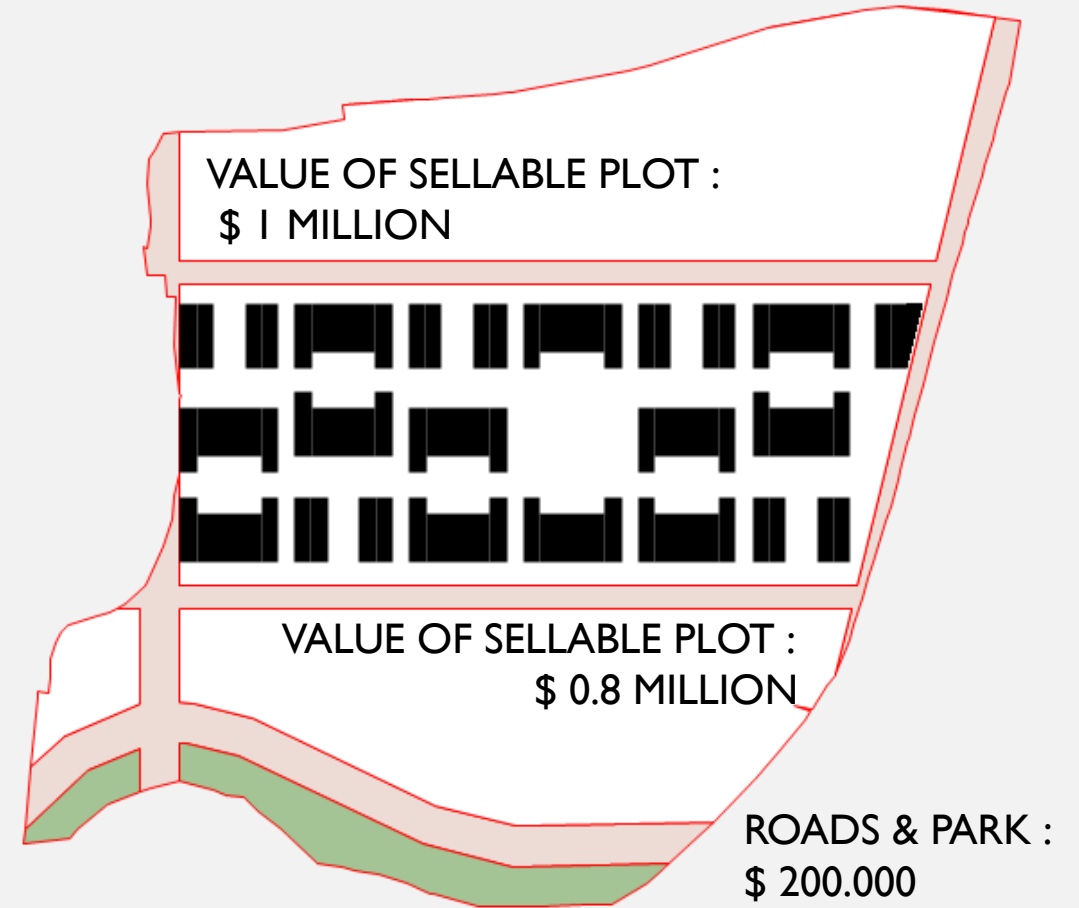 VALUE OF SELLABLE PLOT :
$ 1 MILLION
VALUE OF SELLABLE PLOT :
$ 0.8 MILLION
ROADS & PARK :
$ 200.000